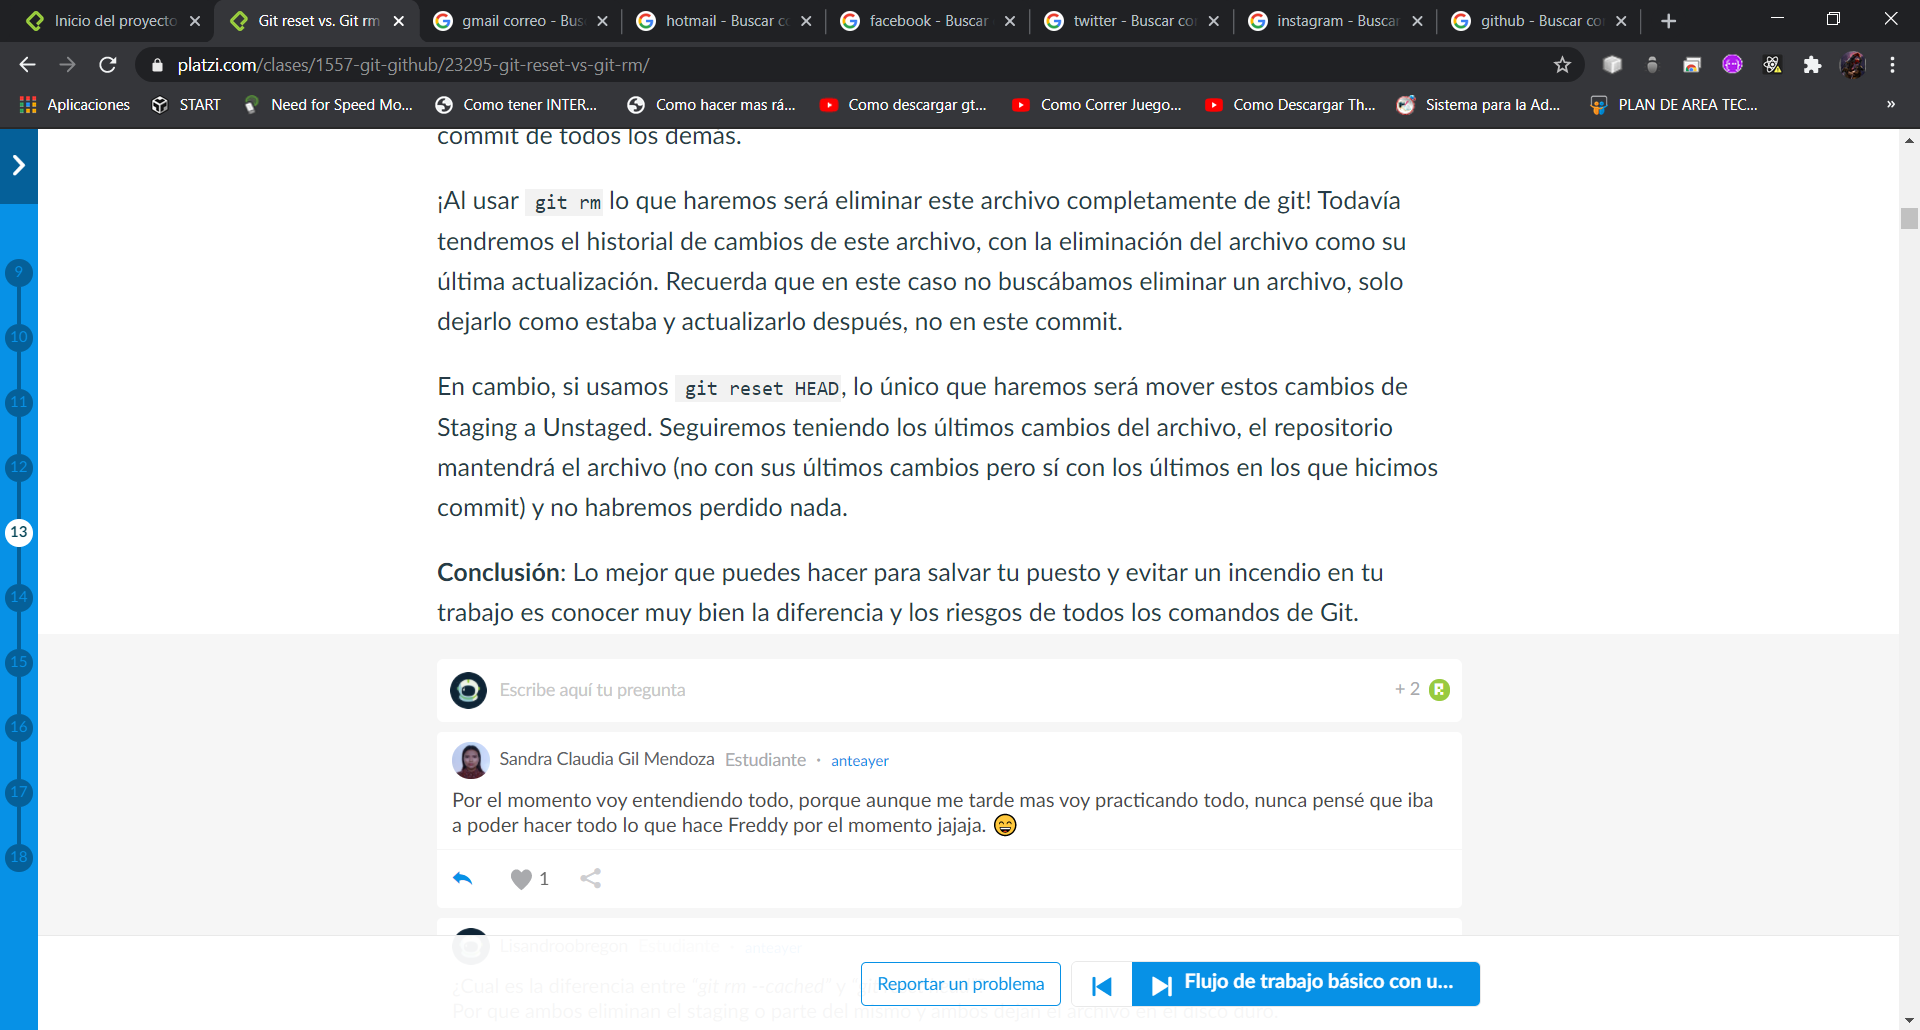 Inicio del proyecto
Git reset vs. Git rm
gmail correo - Bus
hotmail - Buscar co
facebook - Buscar
twitter - Buscar co
instagram - Buscar
github - Buscar co
platzi.com/clases/1557-git-github/23295-git-reset-vs-git-rm/
Aplicaciones
START
Need for Speed Mo...
Como tener INTER...
Como hacer mas rá...
Como descargar gt...
Como Correr Juego...
Como Descargar Th...
Sistema para la Ad...
PLAN DE AREA TEC...
»
commit de todos los demás.
¡Al usar git rm lo que haremos será eliminar este archivo completamente de git! Todavía
tendremos el historial de cambios de este archivo, con la eliminación del archivo como su
última actualización. Recuerda que en este caso no buscábamos eliminar un archivo, solo
dejarlo como estaba y actualizarlo después, no en este commit.
En cambio, si usamos git reset HEAD, lo único que haremos será mover estos cambios de
Staging a Unstaged. Seguiremos teniendo los últimos cambios del archivo, el repositorio
mantendrá el archivo (no con sus últimos cambios pero sí con los últimos en los que hicimos
commit) y no habremos perdido nada.
Conclusión: Lo mejor que puedes hacer para salvar tu puesto y evitar un incendio en tu
trabajo es conocer muy bien la diferencia y los riesgos de todos los comandos de Git.
9
10
11
12
13
14
15
16
17
18
Escribe aquí tu pregunta
+ 2
Sandra Claudia Gil Mendoza Estudiante • anteayer
Por el momento voy entendiendo todo, porque aunque me tarde mas voy practicando todo, nunca pensé que iba
a poder hacer todo lo que hace Freddy por el momento jajaja.
1
Lisandroobregon Estudiante • anteayer
¿Cual es la diferencia entre "git rm --cached" y
Por que ambos eliminan el staging o parte del mismo y ambos dejan el archivo en el disco duro.
Reportar un problema
Flujo de trabajo básico con u...